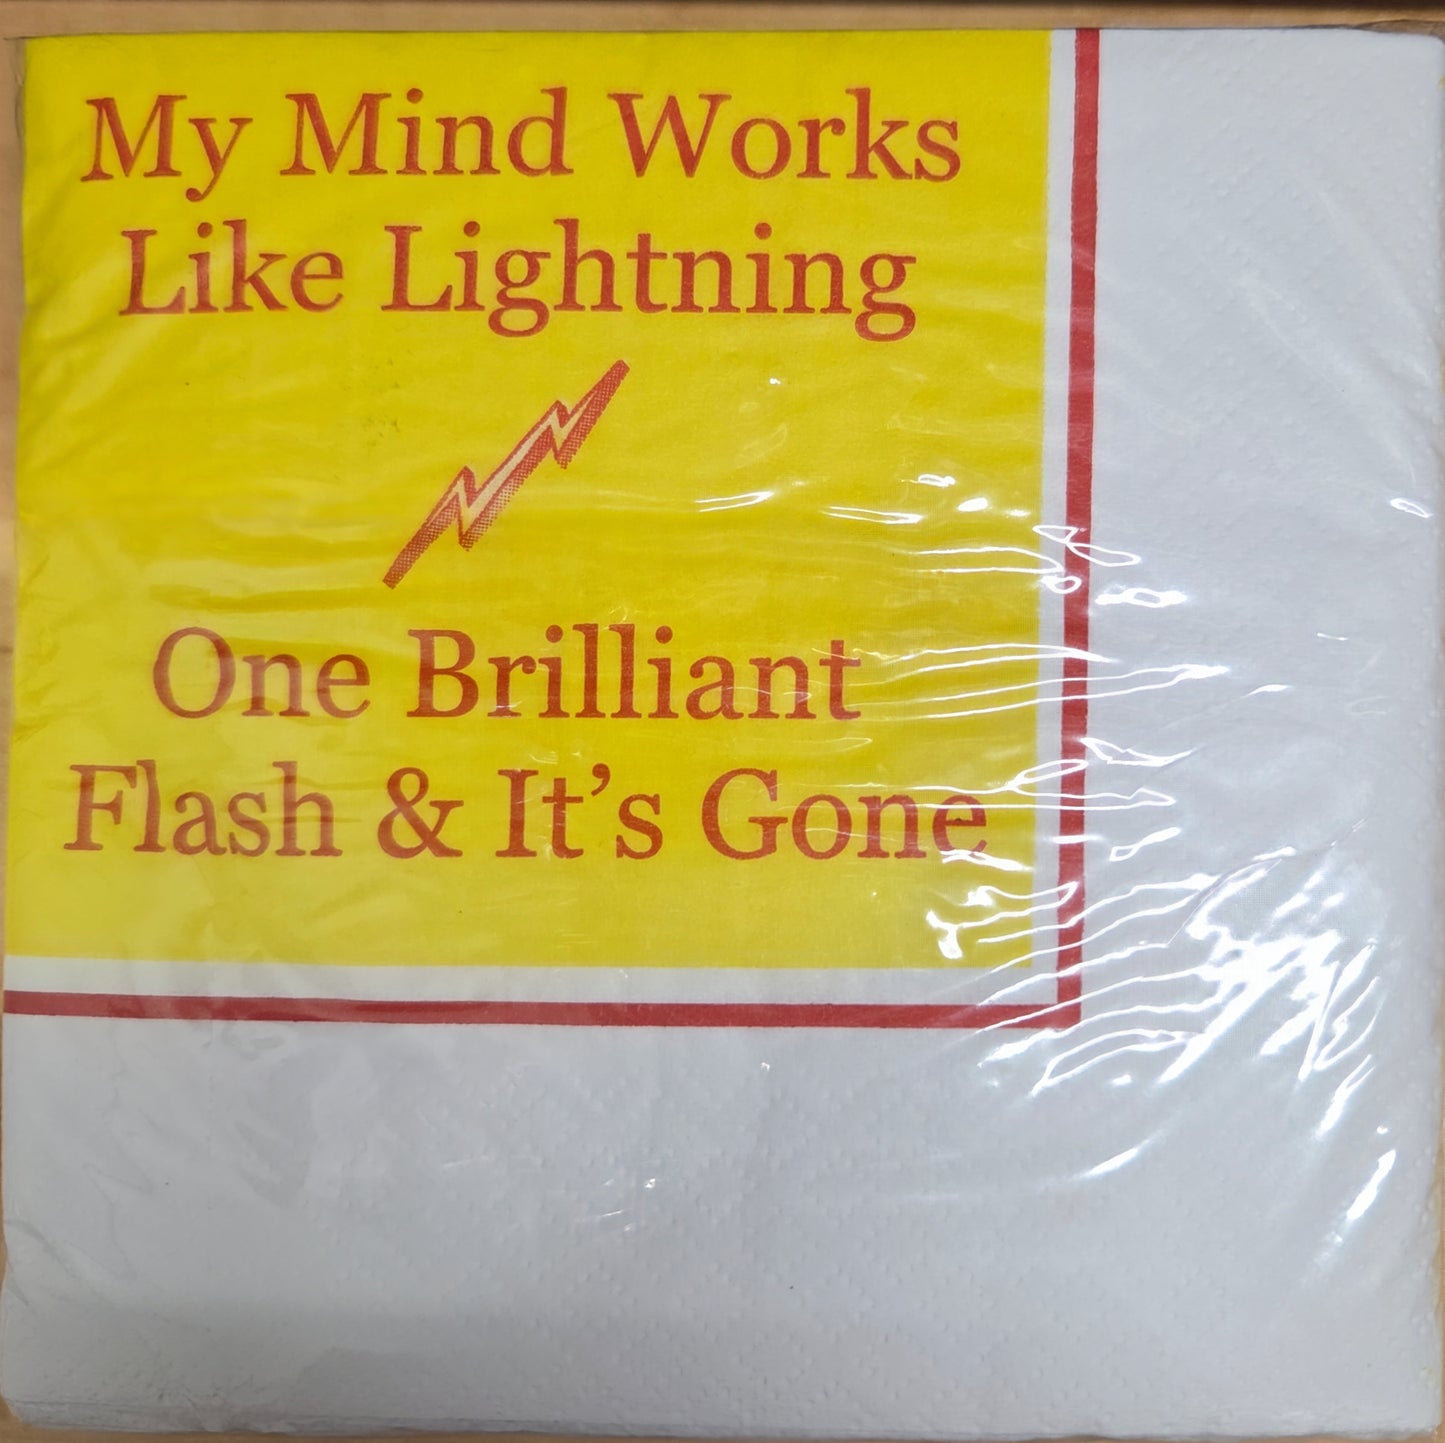 My Mind Works
Like Lightning
One Brilliant
Flash & It’s Gone